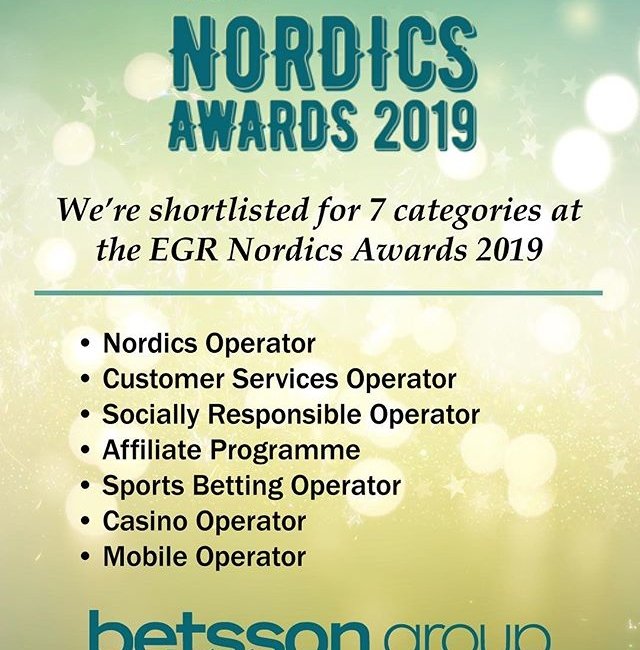 NORDICS
AWARDS 2019
We're shortlisted for 7 categories at
the EGR Nordics Awards 2019
• Nordics Operator
• Customer Services Operator
• Socially Responsible Operator
• Affiliate Programme
• Sports Betting Operator
• Casino Operator
• Mobile Operator
betsson group